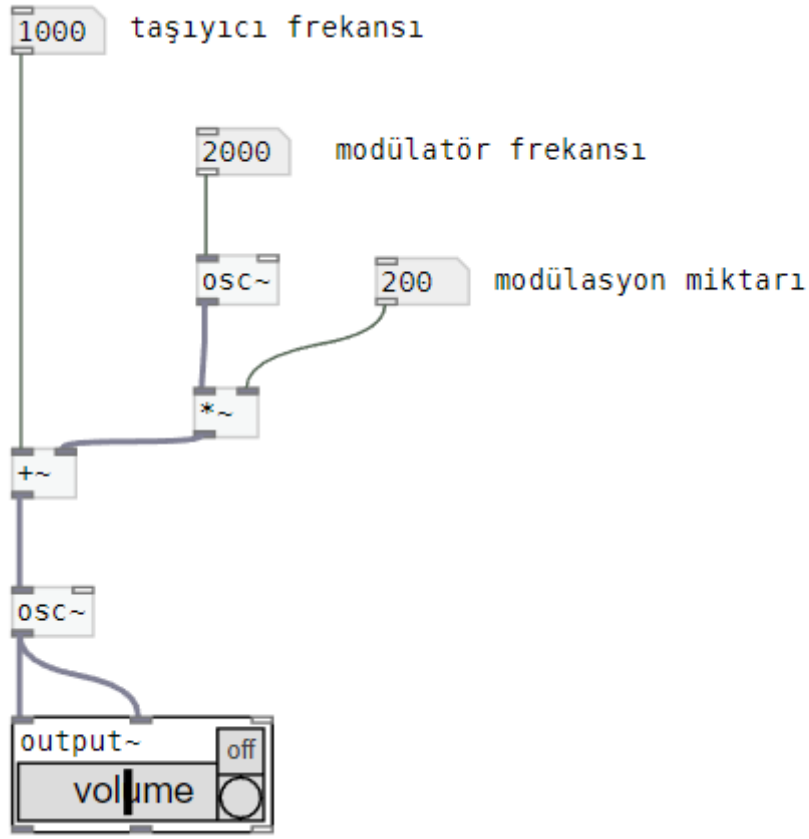 1000 taşıyıcı frekansı
2000 modülatör frekansı
osc~
200 modülasyon miktarı
*~
+~
osc~
output~
off
volume